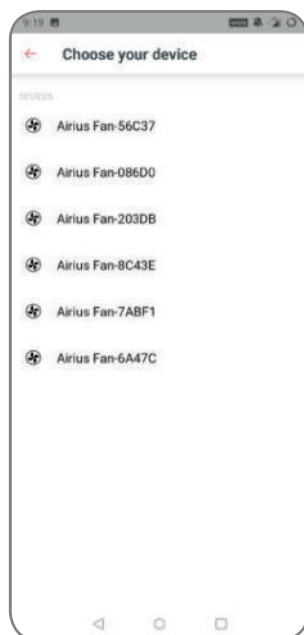 9:19
Choose your device
DEVICES
Airius Fan-56C37
Airius Fan-086D0
Airius Fan-203DB
Airius Fan-8C43E
Airius Fan-7ABF1
Airius Fan-6A47C